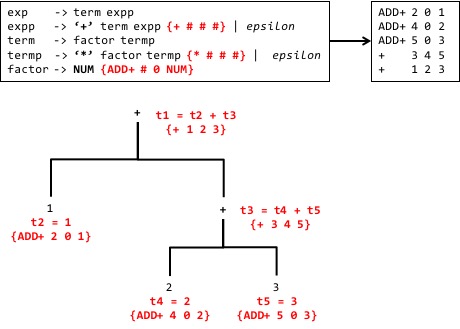 exp -> term expp
expp -> ‘+’ term expp {+ # # #} | epsilon
term -> factor termp
termp -> ‘*’ factor termp {* # # #} | epsilon
factor -> NUM {ADD+ # 0 NUM}
ADD+ 2 0 1
ADD+ 4 0 2
ADD+ 5 0 3
+ 3 4 5
+ 1 2 3
+ t1 = t2 + t3
{+ 1 2 3}
1
t2 = 1
{ADD+ 2 0 1}
+ t3 = t4 + t5
{+ 3 4 5}
2
t4 = 2
{ADD+ 4 0 2}
3
t5 = 3
{ADD+ 5 0 3}